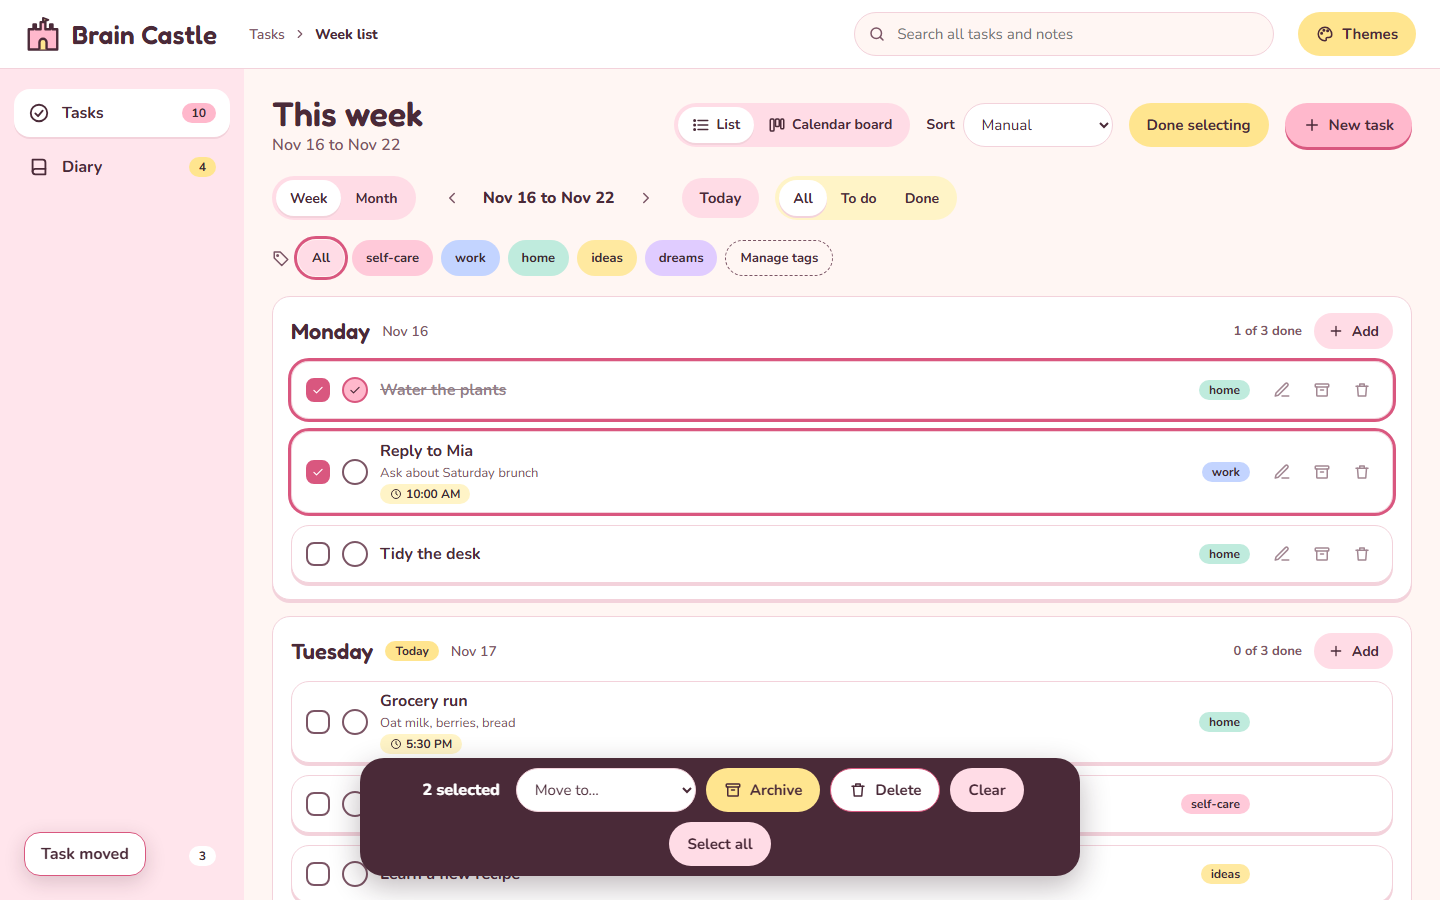 Brain Castle
Tasks > Week list
Search all tasks and notes
Themes
Tasks 10
Diary 4
This week
Nov 16 to Nov 22
List Calendar board Sort Manual Done selecting + New task
Week Month < Nov 16 to Nov 22 > Today All To do Done
All self-care work home ideas dreams Manage tags
Monday Nov 16 1 of 3 done + Add
Water the plants home
Reply to Mia
Ask about Saturday brunch
10:00 AM
work
Tidy the desk home
Tuesday Today Nov 17 0 of 3 done + Add
Grocery run
Oat milk, berries, bread
5:30 PM
home
self-care
Learn a new recipe ideas
2 selected Move to... Archive Delete Clear
Select all
Task moved 3